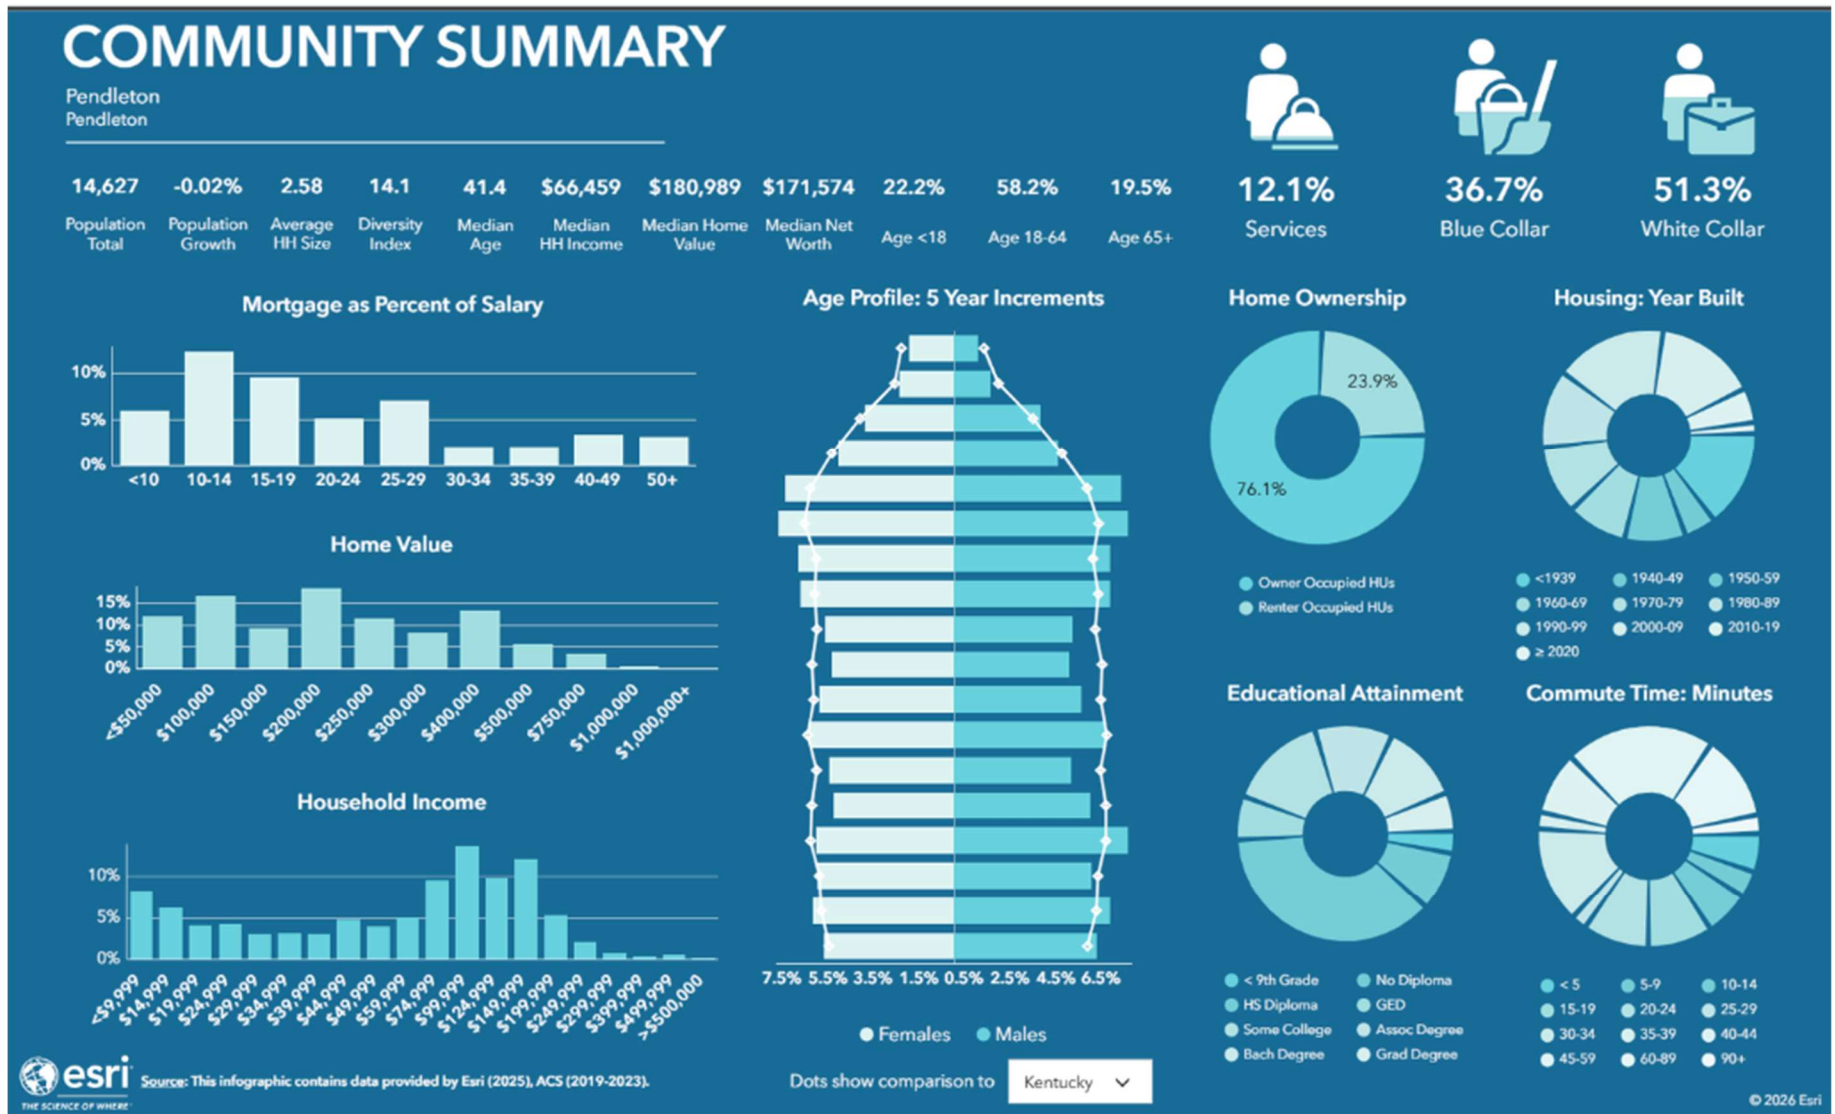 COMMUNITY SUMMARY
Pendleton
Pendleton
14,627 -0.02% 2.58 14.1 41.4 $66,459 $180,989 $171,574 22.2% 58.2% 19.5%
Population Total Population Growth Average HH Size Diversity Index Median Age Median HH Income Median Home Value Median Net Worth Age <18 Age 18-64 Age 65+
12.1% 36.7% 51.3%
Services Blue Collar White Collar
Mortgage as Percent of Salary
10%
5%
0%
<10 10-14 15-19 20-24 25-29 30-34 35-39 40-49 50+
Home Value
15%
10%
5%
0%
<$50,000 $100,000 $150,000 $200,000 $250,000 $300,000 $400,000 $500,000 $750,000 $1,000,000 $1,000,000+
Household Income
10%
5%
0%
<$9,999 $14,999 $19,999 $24,999 $29,999 $34,999 $39,999 $44,999 $49,999 $59,999 $74,999 $99,999 $124,999 $149,999 $199,999 $249,999 $299,999 $399,999 $499,999 >$500,000
Age Profile: 5 Year Increments
7.5% 5.5% 3.5% 1.5% 0.5% 2.5% 4.5% 6.5%
Females Males
Dots show comparison to Kentucky
Home Ownership
23.9%
76.1%
Owner Occupied HUs
Renter Occupied HUs
Housing: Year Built
<1939 1940-49 1950-59
1960-69 1970-79 1980-89
1990-99 2000-09 2010-19
≥ 2020
Educational Attainment
< 9th Grade No Diploma
HS Diploma GED
Some College Assoc Degree
Bach Degree Grad Degree
Commute Time: Minutes
< 5 5-9 10-14
15-19 20-24 25-29
30-34 35-39 40-44
45-59 60-89 90+
esri
THE SCIENCE OF WHERE
Source: This infographic contains data provided by Esri (2025), ACS (2019-2023).
© 2026 Esri